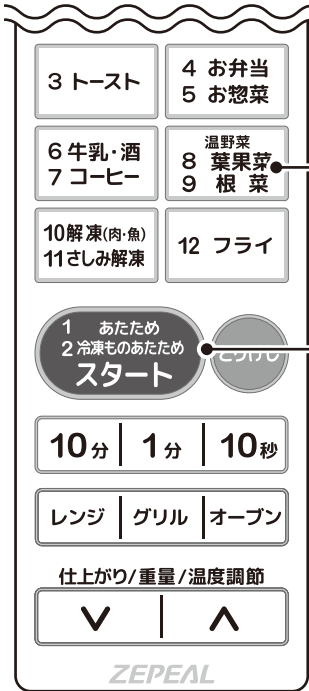 3 トースト
4 お弁当
5 お惣菜
6 牛乳・酒
7 コーヒー
温野菜
8 葉果菜
9 根 菜
10解凍(肉・魚)
11さしみ解凍
12 フライ
1 あたため
2 冷凍ものあたため
スタート
とりけし
10分
1分
10秒
レンジ
グリル
オーブン
仕上がり/重量/温度調節
ZEPEAL